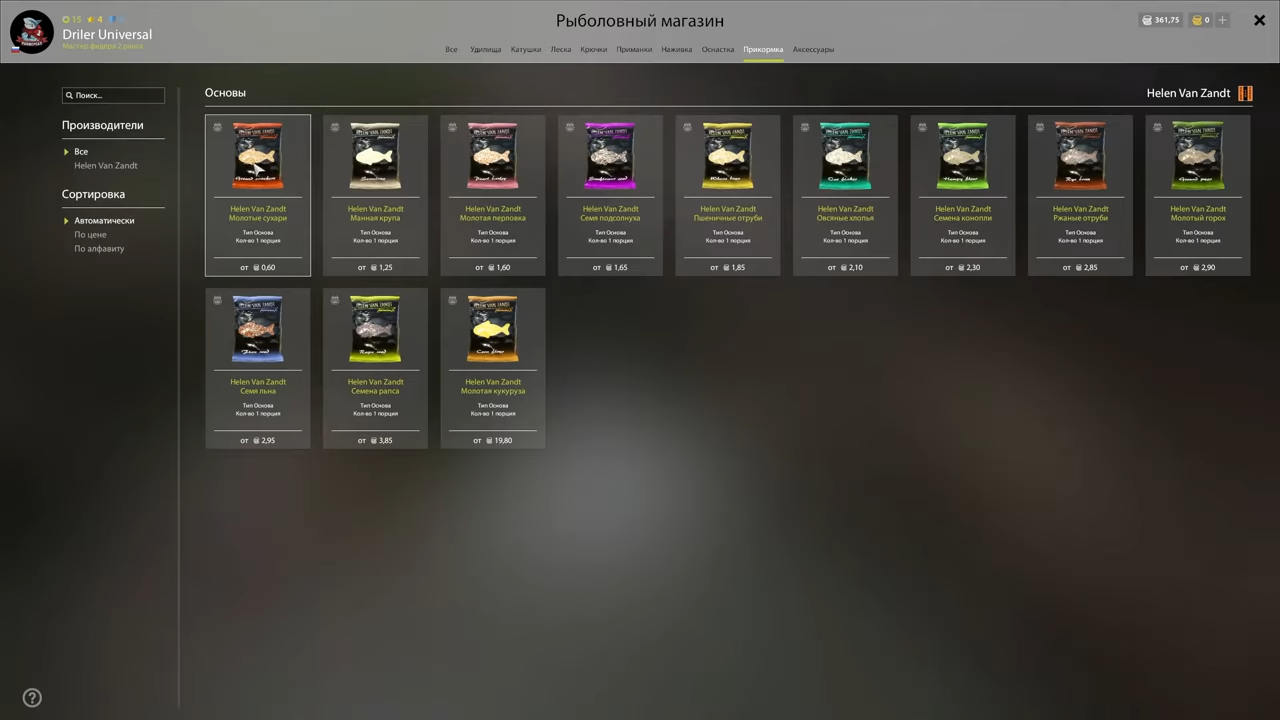 15 4
Driler Universal
Мастер фидера 2 ранга
Рыболовный магазин
361,75 0 +
Все Удилища Катушки Леска Крючки Приманки Наживка Оснастка Прикормка Аксессуары
Поиск...
Производители
Все
Helen Van Zandt
Сортировка
Автоматически
По цене
По алфавиту
Основы
Helen Van Zandt
Helen Van Zandt
Молотые сухари
Тип Основа
Кол-во 1 порция
от 0,60
Helen Van Zandt
Манная крупа
Тип Основа
Кол-во 1 порция
от 1,25
Helen Van Zandt
Молотая перловка
Тип Основа
Кол-во 1 порция
от 1,60
Helen Van Zandt
Семя подсолнуха
Тип Основа
Кол-во 1 порция
от 1,65
Helen Van Zandt
Пшеничные отруби
Тип Основа
Кол-во 1 порция
от 1,85
Helen Van Zandt
Овсяные хлопья
Тип Основа
Кол-во 1 порция
от 2,10
Helen Van Zandt
Семена конопли
Тип Основа
Кол-во 1 порция
от 2,30
Helen Van Zandt
Ржаные отруби
Тип Основа
Кол-во 1 порция
от 2,85
Helen Van Zandt
Молотый горох
Тип Основа
Кол-во 1 порция
от 2,90
Helen Van Zandt
Семя льна
Тип Основа
Кол-во 1 порция
от 2,95
Helen Van Zandt
Семена рапса
Тип Основа
Кол-во 1 порция
от 3,85
Helen Van Zandt
Молотая кукуруза
Тип Основа
Кол-во 1 порция
от 19,80
?